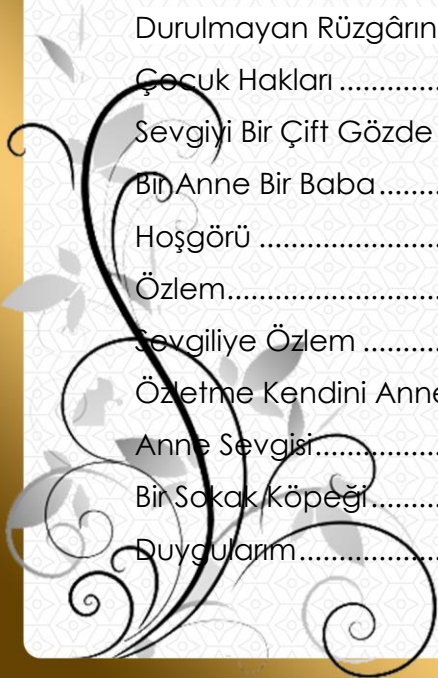 Durulmayan Rüzgârın
Çocuk Hakları ..............
Sevgiyi Bir Çift Gözde
Bir Anne Bir Baba........
Hoşgörü ......................
Özlem..........................
Sevgiliye Özlem ..........
Özletme Kendini Anne
Anne Sevgisi................
Bir Sokak Köpeği.........
Duygularım..................